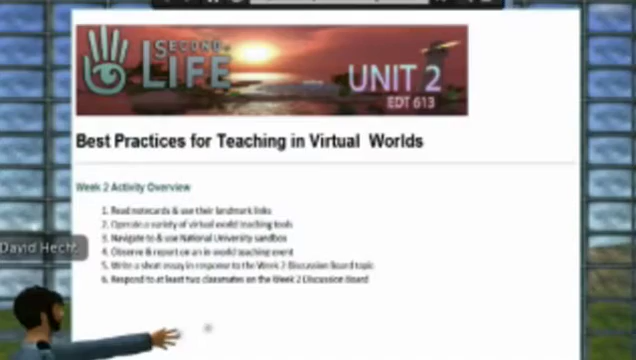 SECOND
LIFE
UNIT 2
EDT 613
Best Practices for Teaching in Virtual Worlds
Week 2 Activity Overview
1. Read notecards & use their landmark links
2. Operate a variety of virtual world teaching tools
3. Navigate to & use National University sandbox
4. Observe & report on an in world teaching event
5. Write a short essay in response to the Week 2 Discussion Board topic
6. Respond to at least two classmates on the Week 2 Discussion Board
David Hecht